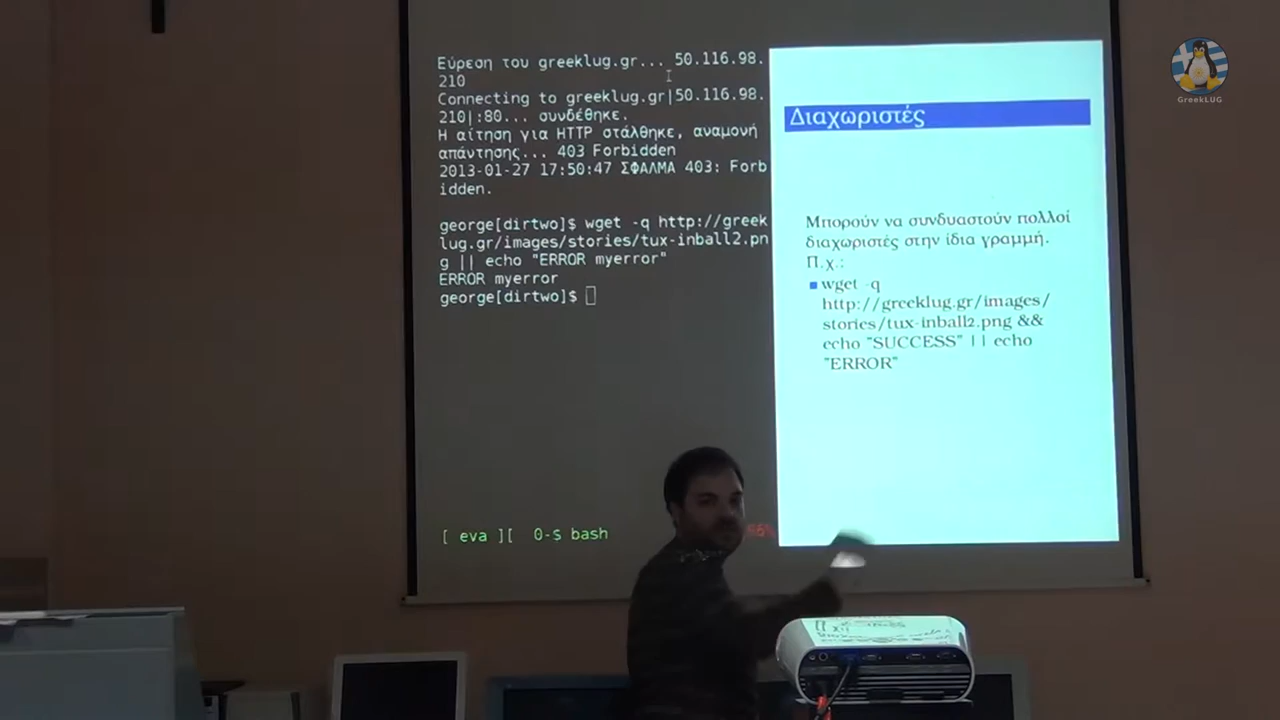 Εύρεση του greeklug.gr... 50.116.98.
210
Connecting to greeklug.gr|50.116.98.
210|:80... συνδέθηκε.
Η αίτηση για HTTP στάλθηκε, αναμονή
απάντησης... 403 Forbidden
2013-01-27 17:50:47 ΣΦΑΛΜΑ 403: Forb
idden.
george[dirtwo]$ wget -q http://greek
lug.gr/images/stories/tux-inball2.pn
g || echo "ERROR myerror"
ERROR myerror
george[dirtwo]$
[ eva ][ 0-$ bash
Διαχωριστές
Μπορούν να συνδυαστούν πολλοί
διαχωριστές στην ίδια γραμμή.
Π.χ.:
wget -q
http://greeklug.gr/images/
stories/tux-inball2.png &&
echo "SUCCESS" || echo
"ERROR"
GreekLUG